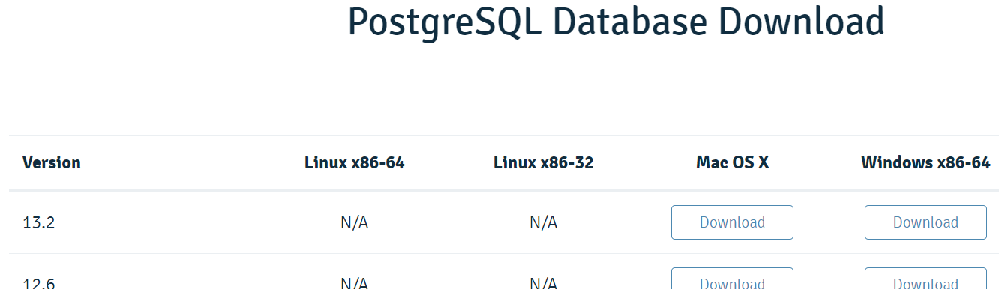 PostgreSQL Database Download
Version Linux x86-64 Linux x86-32 Mac OS X Windows x86-64
13.2 N/A N/A Download Download
12.6 N/A N/A Download Download